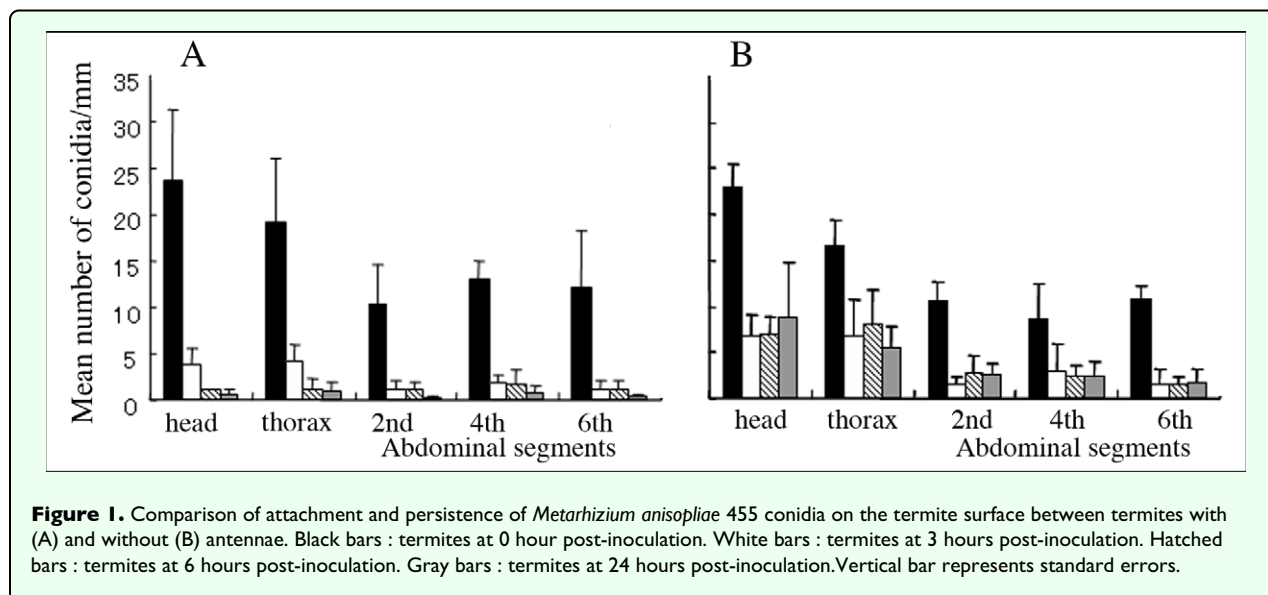 A
B
Mean number of conidia/mm
35
30
25
20
15
10
5
0
head thorax 2nd 4th 6th
Abdominal segments
head thorax 2nd 4th 6th
Abdominal segments
Figure 1. Comparison of attachment and persistence of Metarhizium anisopliae 455 conidia on the termite surface between termites with
(A) and without (B) antennae. Black bars : termites at 0 hour post-inoculation. White bars : termites at 3 hours post-inoculation. Hatched
bars : termites at 6 hours post-inoculation. Gray bars : termites at 24 hours post-inoculation.Vertical bar represents standard errors.